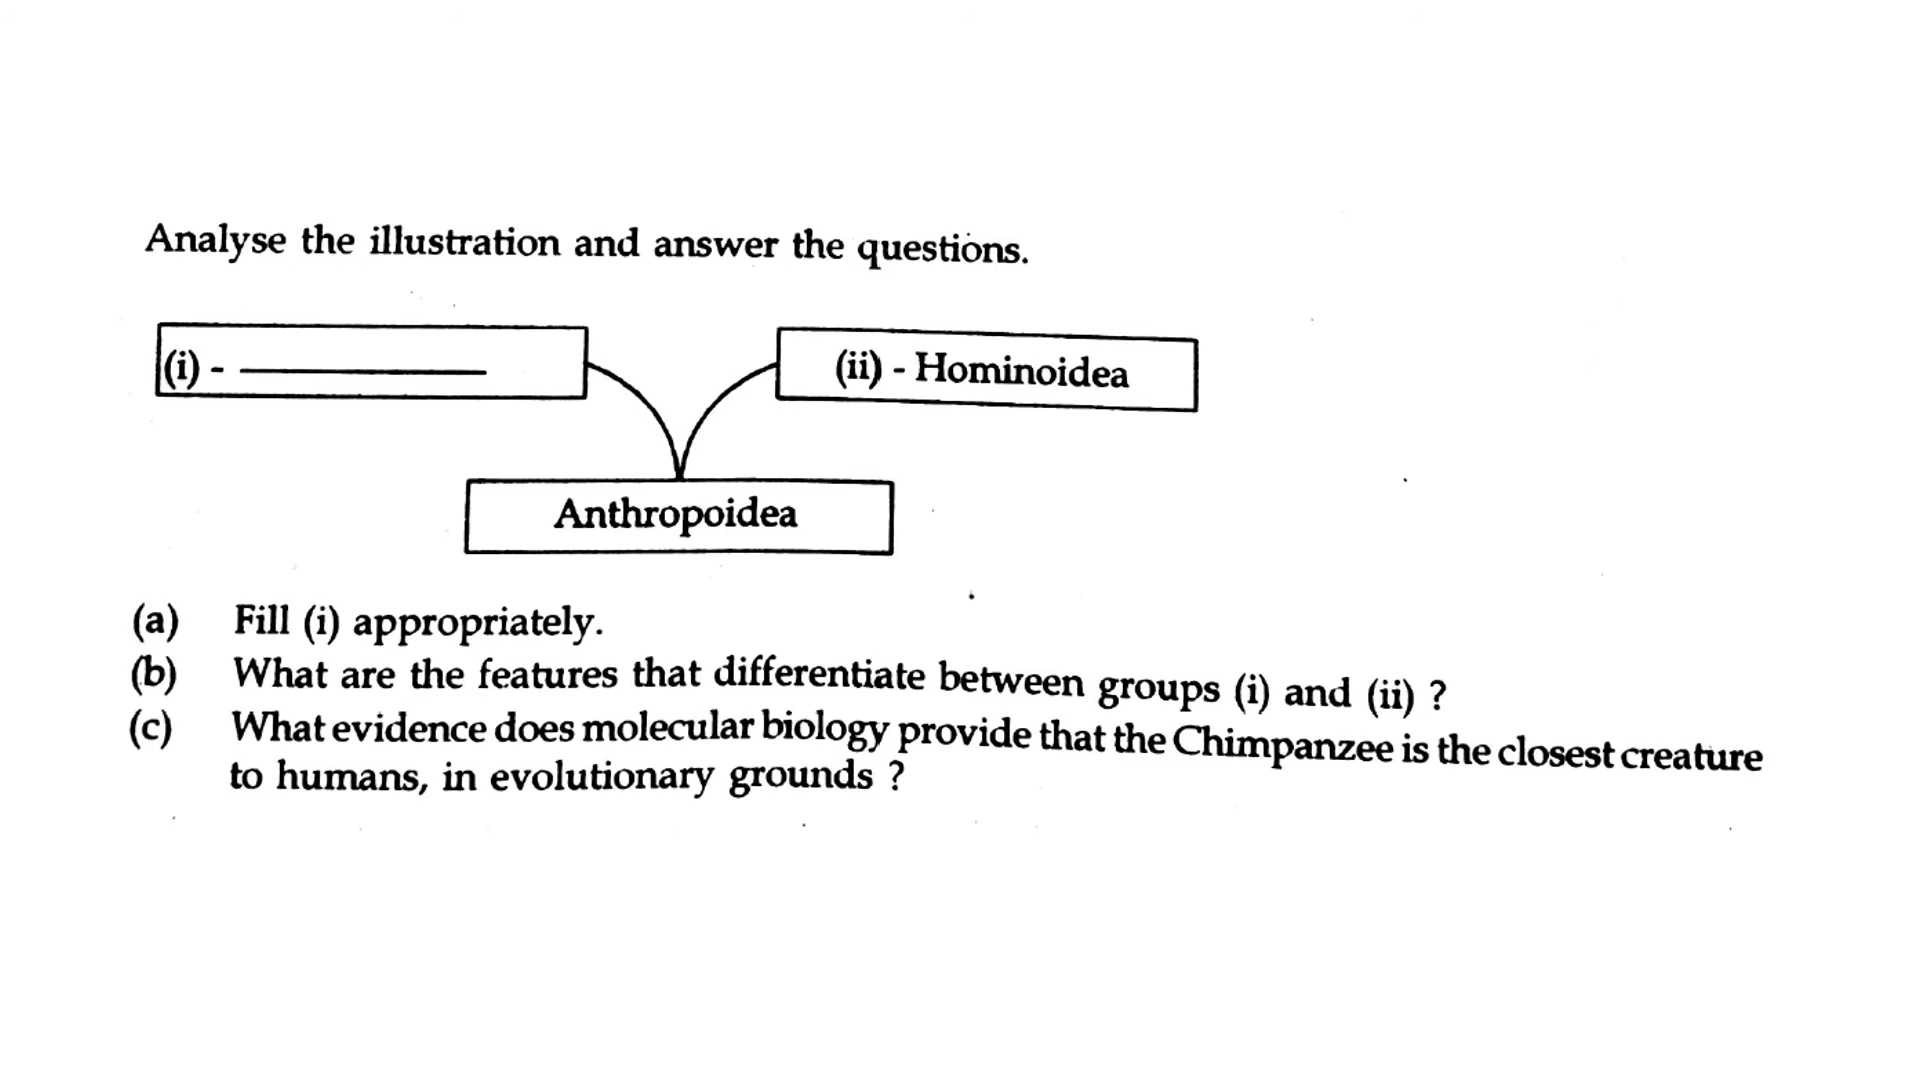 Analyse the illustration and answer the questions.
(i) - ____________
(ii) - Hominoidea
Anthropoidea
(a) Fill (i) appropriately.
(b) What are the features that differentiate between groups (i) and (ii) ?
(c) What evidence does molecular biology provide that the Chimpanzee is the closest creature
to humans, in evolutionary grounds ?